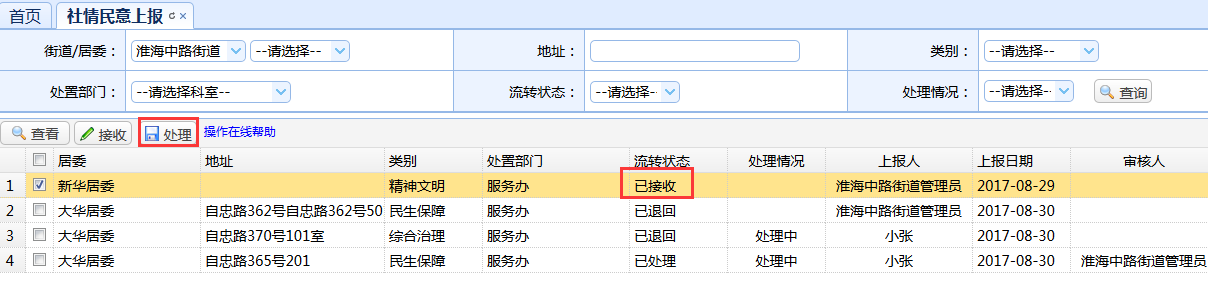 首页 社情民意上报
街道/居委： 淮海中路街道 --请选择-- 地址： 类别： --请选择--
处置部门： --请选择科室-- 流转状态： --请选择-- 处理情况： --请选择-- 查询
查看 接收 处理 操作在线帮助
居委 地址 类别 处置部门 流转状态 处理情况 上报人 上报日期 审核人
1 新华居委 精神文明 服务办 已接收 淮海中路街道管理员 2017-08-29
2 大华居委 自忠路362号自忠路362号50 民生保障 服务办 已退回 淮海中路街道管理员 2017-08-30
3 大华居委 自忠路370号101室 综合治理 服务办 已退回 处理中 小张 2017-08-30
4 大华居委 自忠路365号201 民生保障 服务办 已处理 处理中 小张 2017-08-30 淮海中路街道管理员